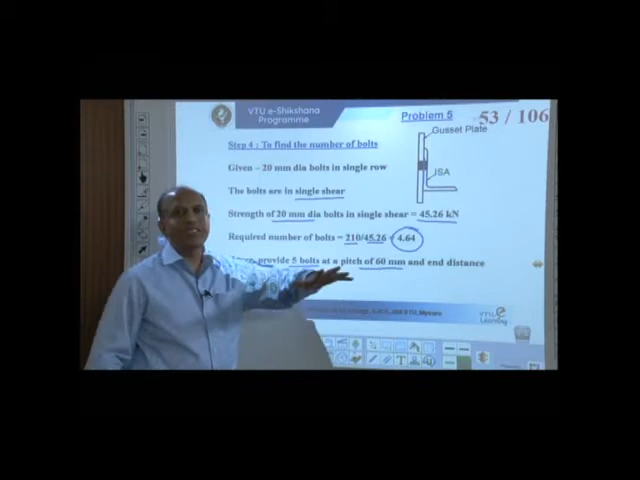 VTU e-Shikshana
Programme
Problem 5
53 / 106
Gusset Plate
Step 4 : To find the number of bolts
Given – 20 mm dia bolts in single row
ISA
The bolts are in single shear
Strength of 20 mm dia bolts in single shear = 45.26 kN
Required number of bolts = 210/45.26 = 4.64
provide 5 bolts at a pitch of 60 mm and end distance
VTU e
Learning